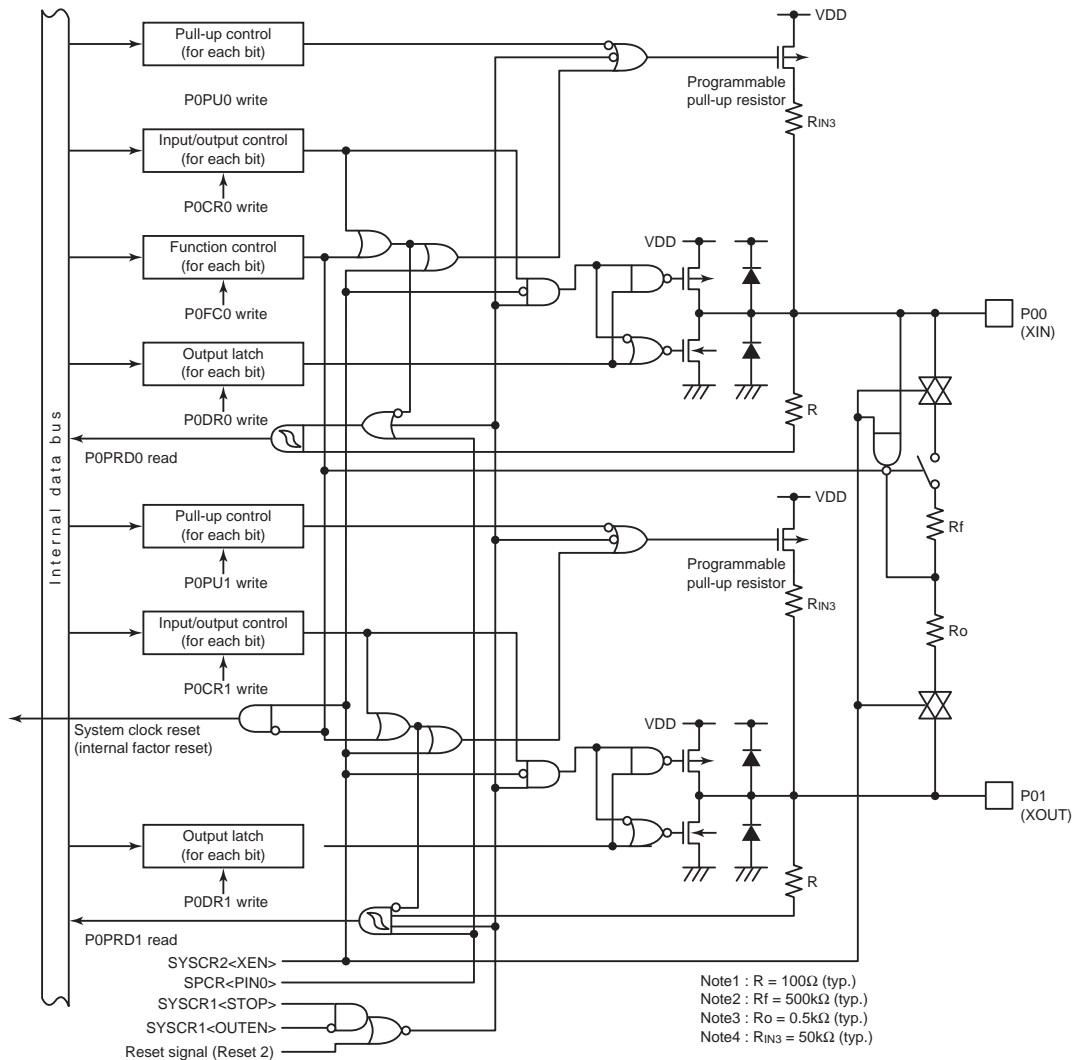 VDD
Pull-up control
(for each bit)
P0PU0 write
Programmable
pull-up resistor
RIN3
Input/output control
(for each bit)
P0CR0 write
Function control
(for each bit)
P0FC0 write
VDD
P00
(XIN)
Output latch
(for each bit)
P0DR0 write
R
P0PRD0 read
Internal data bus
VDD
Pull-up control
(for each bit)
P0PU1 write
Programmable
pull-up resistor
Rf
RIN3
Input/output control
(for each bit)
P0CR1 write
Ro
System clock reset
(internal factor reset)
VDD
P01
(XOUT)
Output latch
(for each bit)
P0DR1 write
R
P0PRD1 read
SYSCR2<XEN>
SPCR<PIN0>
SYSCR1<STOP>
SYSCR1<OUTEN>
Reset signal (Reset 2)
Note1 : R = 100Ω (typ.)
Note2 : Rf = 500kΩ (typ.)
Note3 : Ro = 0.5kΩ (typ.)
Note4 : RIN3 = 50kΩ (typ.)